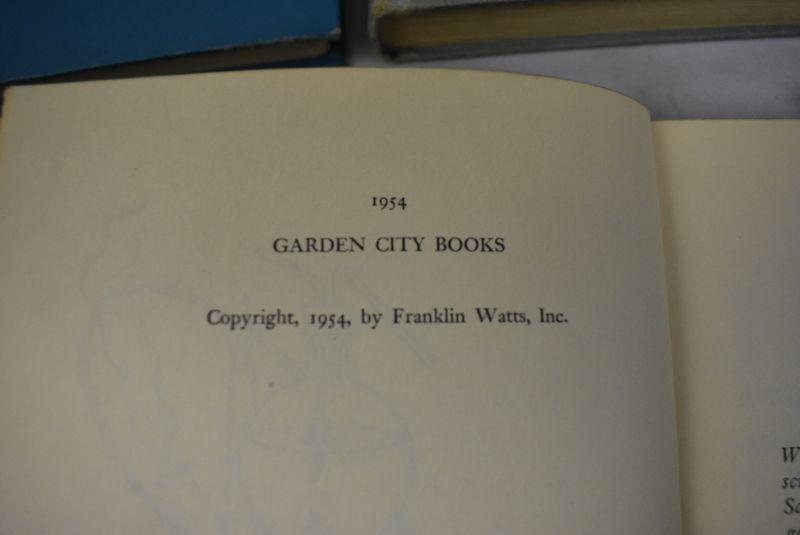 1954
GARDEN CITY BOOKS
Copyright, 1954, by Franklin Watts, Inc.